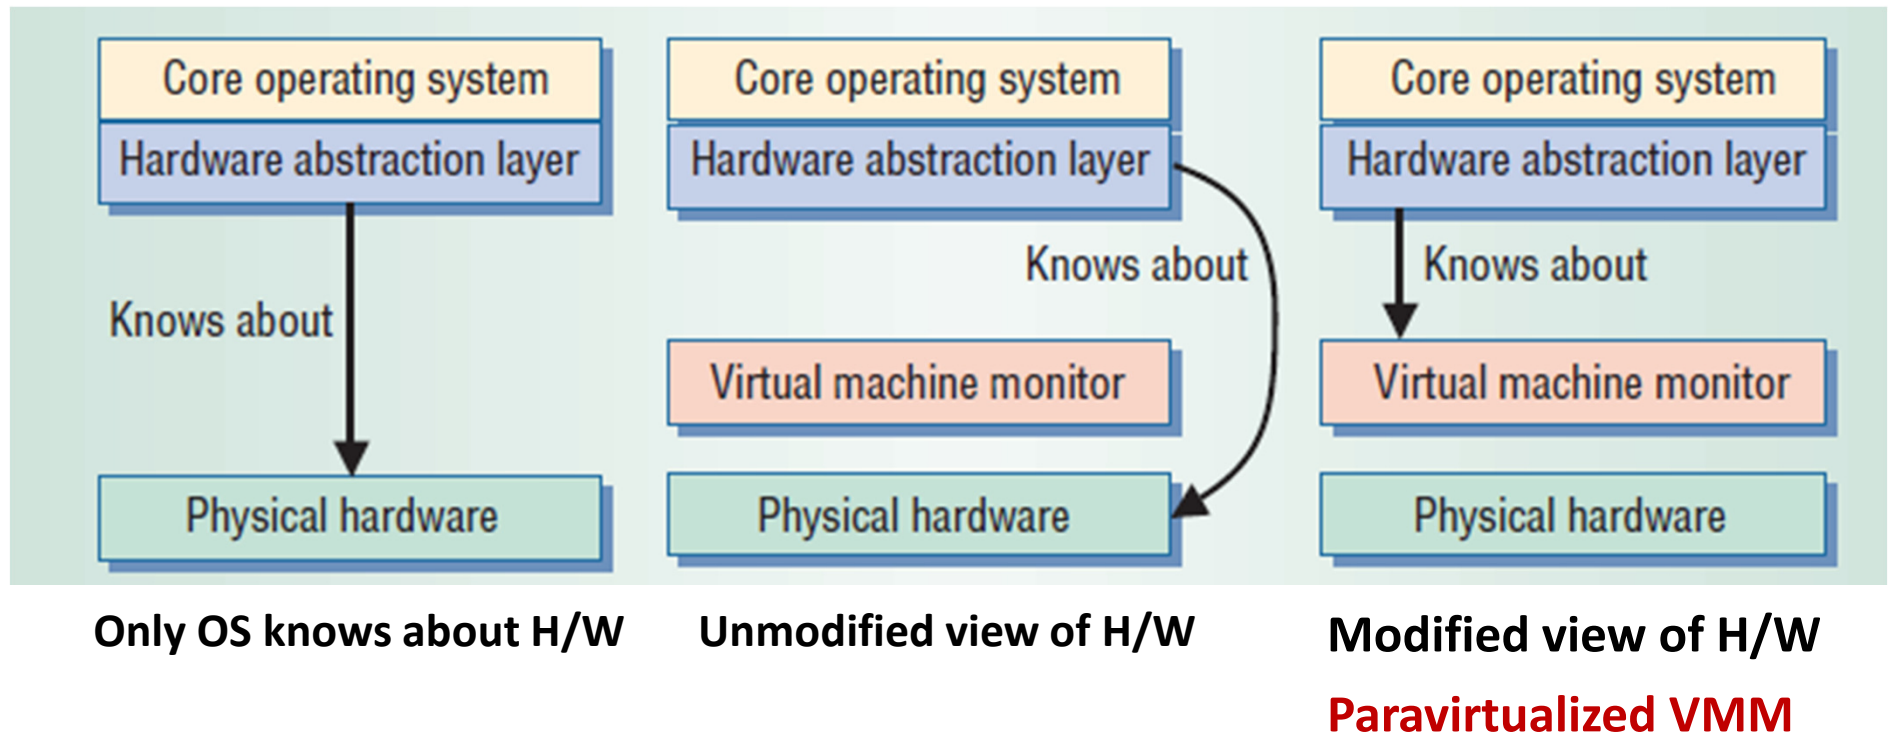 Core operating system
Hardware abstraction layer
Knows about
Physical hardware
Only OS knows about H/W
Core operating system
Hardware abstraction layer
Knows about
Virtual machine monitor
Physical hardware
Unmodified view of H/W
Core operating system
Hardware abstraction layer
Knows about
Virtual machine monitor
Physical hardware
Modified view of H/W
Paravirtualized VMM